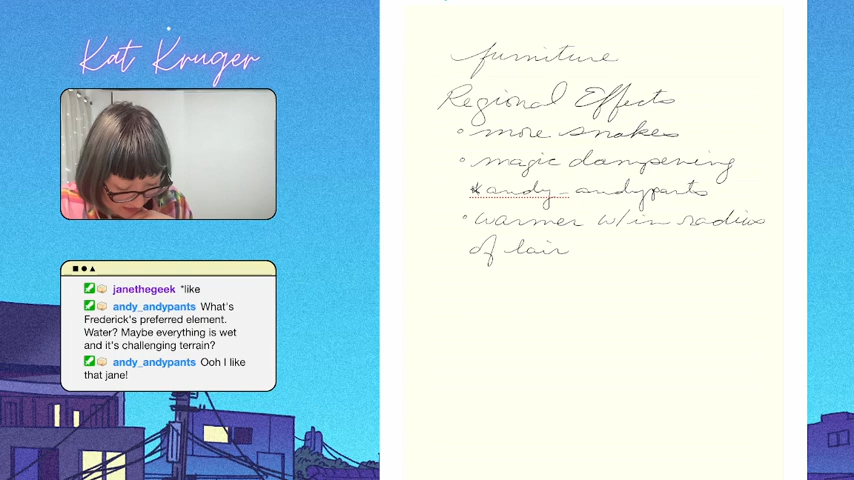 Kat Kruger
janethegeek *like
andy_andypants What's
Frederick's preferred element.
Water? Maybe everything is wet
and it's challenging terrain?
andy_andypants Ooh I like
that jane!
furniture
Regional Effects
• more snakes
• magic dampening
* andy_andyparts
• warmer w/in radius
of lair